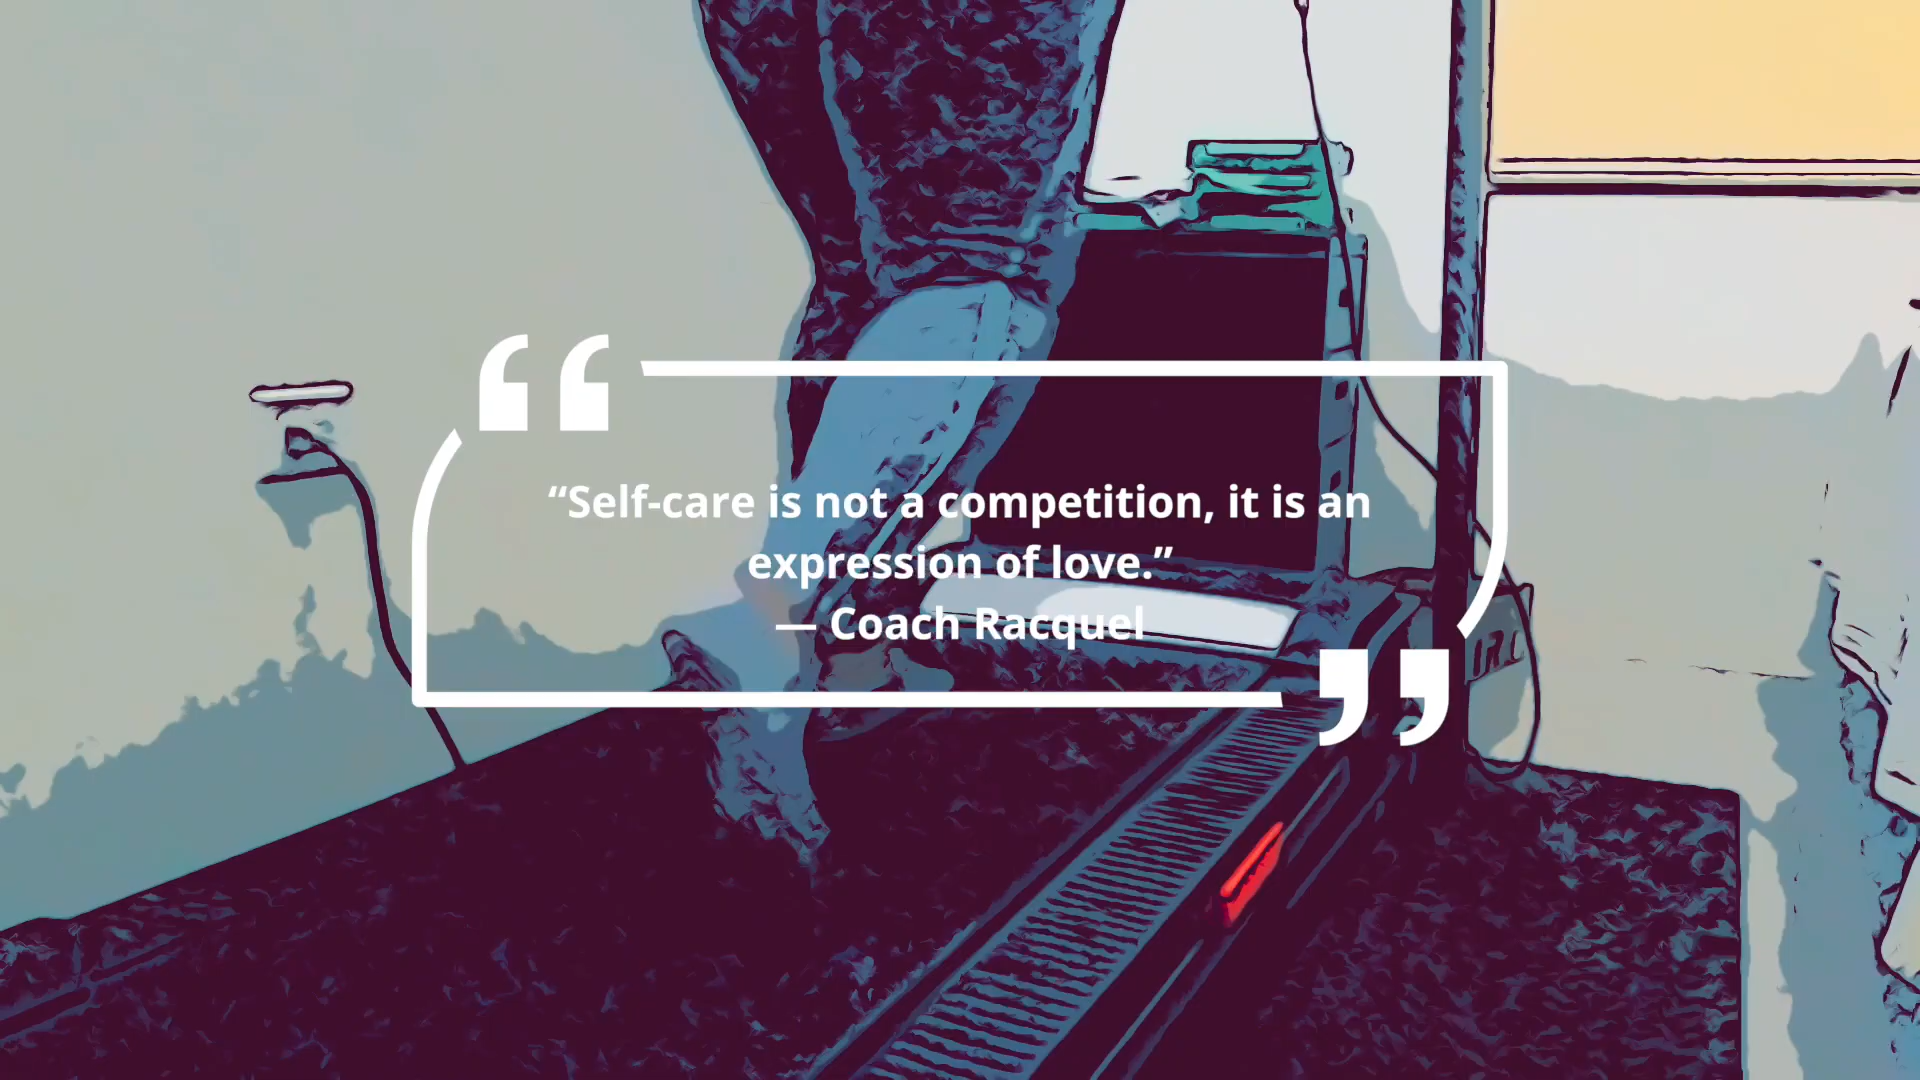 “Self-care is not a competition, it is an
expression of love.”
— Coach Racquel